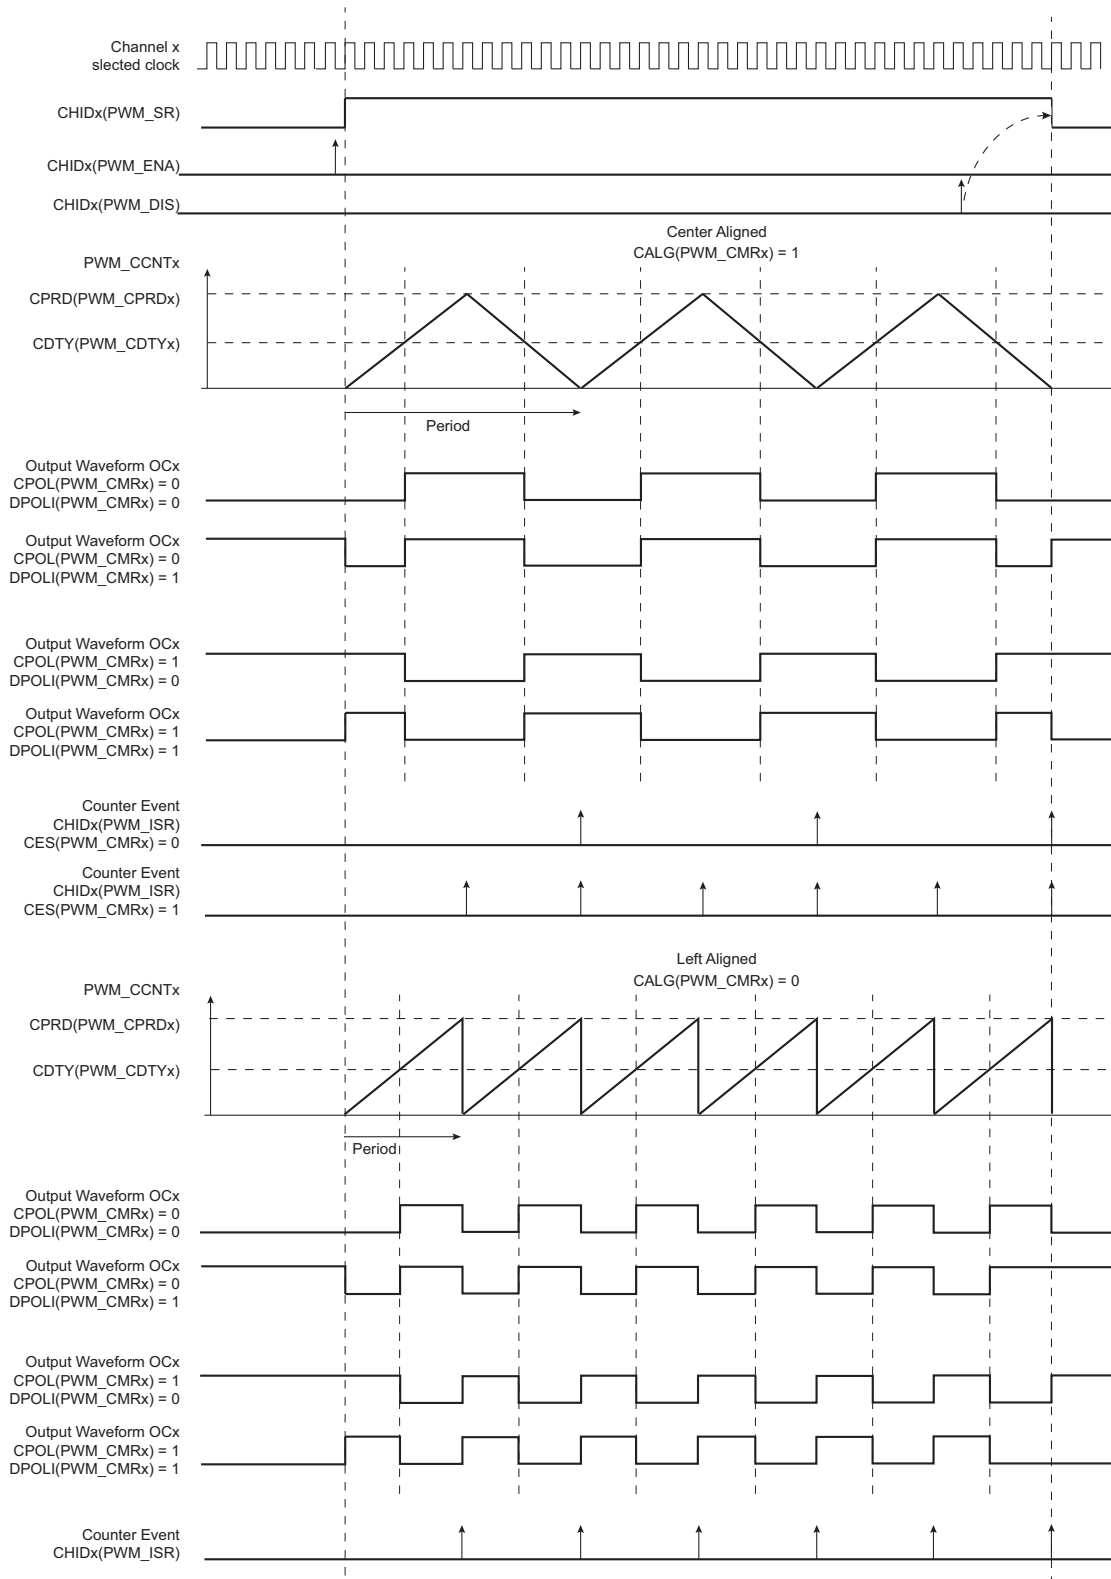 Channel x
slected clock
CHIDx(PWM_SR)
CHIDx(PWM_ENA)
CHIDx(PWM_DIS)
Center Aligned
CALG(PWM_CMRx) = 1
PWM_CCNTx
CPRD(PWM_CPRDx)
CDTY(PWM_CDTYx)
Period
Output Waveform OCx
CPOL(PWM_CMRx) = 0
DPOLI(PWM_CMRx) = 0
Output Waveform OCx
CPOL(PWM_CMRx) = 0
DPOLI(PWM_CMRx) = 1
Output Waveform OCx
CPOL(PWM_CMRx) = 1
DPOLI(PWM_CMRx) = 0
Output Waveform OCx
CPOL(PWM_CMRx) = 1
DPOLI(PWM_CMRx) = 1
Counter Event
CHIDx(PWM_ISR)
CES(PWM_CMRx) = 0
Counter Event
CHIDx(PWM_ISR)
CES(PWM_CMRx) = 1
Left Aligned
CALG(PWM_CMRx) = 0
PWM_CCNTx
CPRD(PWM_CPRDx)
CDTY(PWM_CDTYx)
Period
Output Waveform OCx
CPOL(PWM_CMRx) = 0
DPOLI(PWM_CMRx) = 0
Output Waveform OCx
CPOL(PWM_CMRx) = 0
DPOLI(PWM_CMRx) = 1
Output Waveform OCx
CPOL(PWM_CMRx) = 1
DPOLI(PWM_CMRx) = 0
Output Waveform OCx
CPOL(PWM_CMRx) = 1
DPOLI(PWM_CMRx) = 1
Counter Event
CHIDx(PWM_ISR)